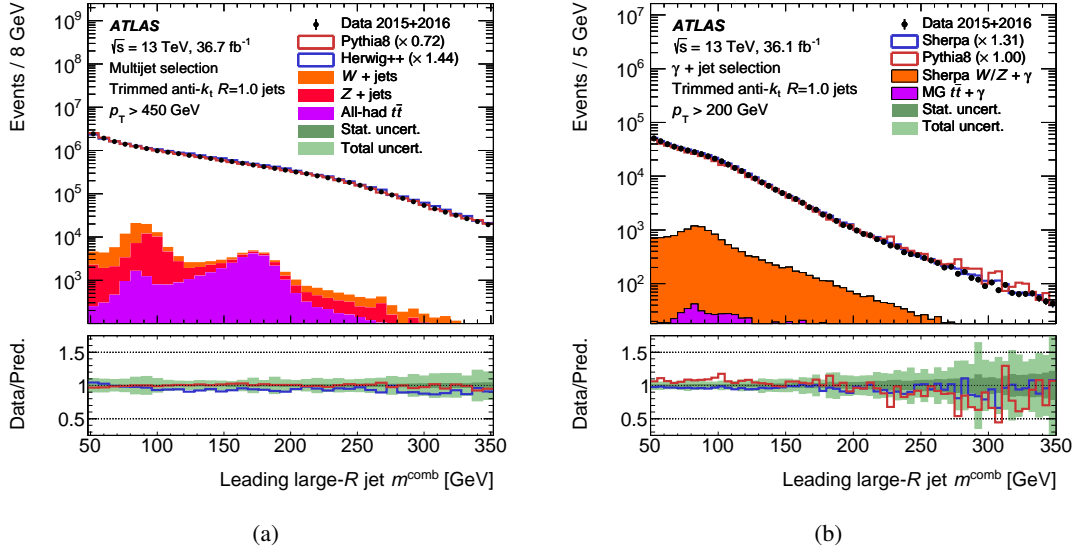 Events / 8 GeV
10⁹
10⁸
10⁷
10⁶
10⁵
10⁴
10³
ATLAS
√s = 13 TeV, 36.7 fb⁻¹
Multijet selection
Trimmed anti-kₜ R=1.0 jets
p_T > 450 GeV
Data 2015+2016
Pythia8 (× 0.72)
Herwig++ (× 1.44)
W + jets
Z + jets
All-had tt̄
Stat. uncert.
Total uncert.
Data/Pred.
1.5
1
0.5
50 100 150 200 250 300 350
Leading large-R jet m^comb [GeV]
(a)
Events / 5 GeV
10⁷
10⁶
10⁵
10⁴
10³
10²
ATLAS
√s = 13 TeV, 36.1 fb⁻¹
γ + jet selection
Trimmed anti-kₜ R=1.0 jets
p_T > 200 GeV
Data 2015+2016
Sherpa (× 1.31)
Pythia8 (× 1.00)
Sherpa W/Z + γ
MG tt̄ + γ
Stat. uncert.
Total uncert.
Data/Pred.
1.5
1
0.5
50 100 150 200 250 300 350
Leading large-R jet m^comb [GeV]
(b)